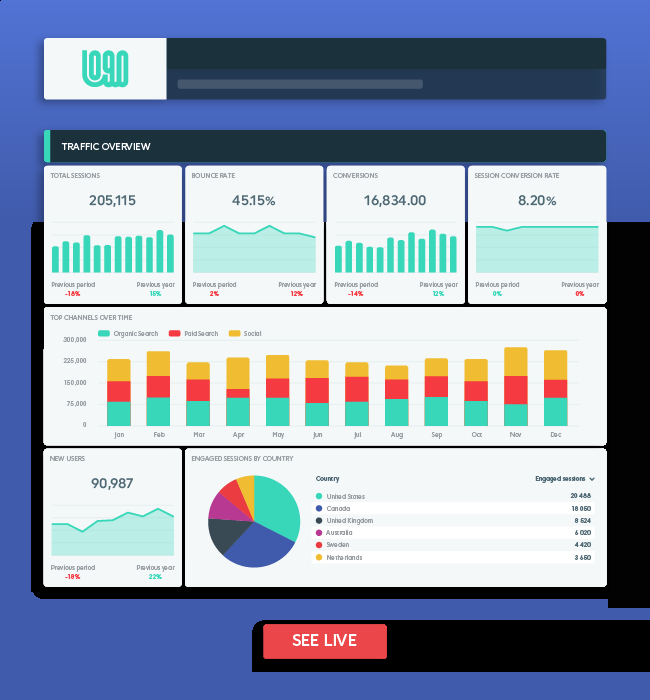 Logo
TRAFFIC OVERVIEW
TOTAL SESSIONS
205,115
Previous period Previous year
-18% 15%
BOUNCE RATE
45.15%
Previous period Previous year
2% 12%
CONVERSIONS
16,834.00
Previous period Previous year
-14% 12%
SESSION CONVERSION RATE
8.20%
Previous period Previous year
0% 0%
TOP CHANNELS OVER TIME
Organic Search Paid Search Social
300,000
225,000
150,000
75,000
0
Jan Feb Mar Apr May Jun Jul Aug Sep Oct Nov Dec
NEW USERS
90,987
Previous period Previous year
-18% 22%
ENGAGED SESSIONS BY COUNTRY
Country Engaged sessions
United States 20 488
Canada 18 050
United Kingdom 8 524
Australia 6 020
Sweden 4 420
Netherlands 3 650
SEE LIVE